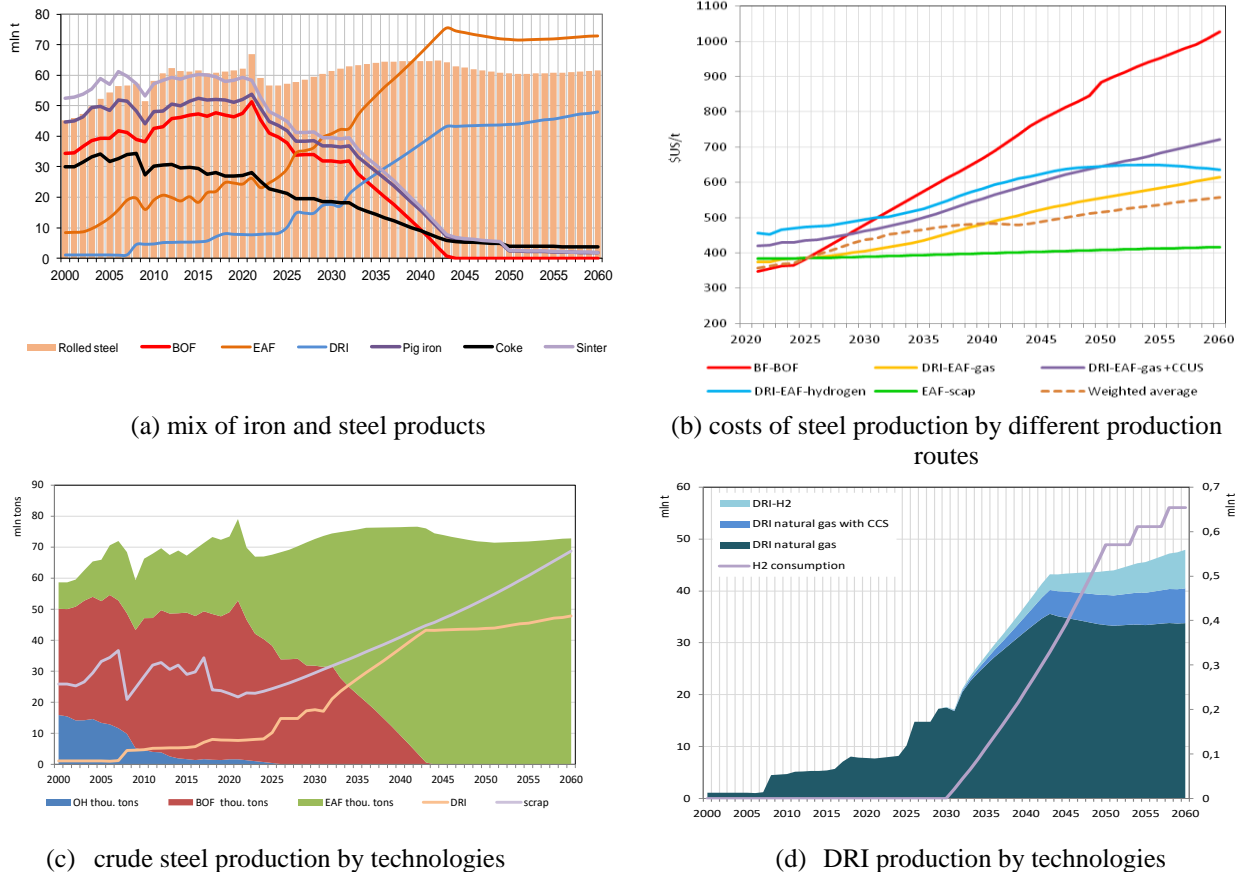 mln t
80
70
60
50
40
30
20
10
0
2000 2005 2010 2015 2020 2025 2030 2035 2040 2045 2050 2055 2060
Rolled steel BOF EAF DRI Pig iron Coke Sinter
(a) mix of iron and steel products
$US/t
1100
1000
900
800
700
600
500
400
300
200
2020 2025 2030 2035 2040 2045 2050 2055 2060
BF-BOF DRI-EAF-gas DRI-EAF-gas +CCUS
DRI-EAF-hydrogen EAF-scap Weighted average
(b) costs of steel production by different production
routes
mln tons
90
80
70
60
50
40
30
20
10
0
2000 2005 2010 2015 2020 2025 2030 2035 2040 2045 2050 2055 2060
OH thou. tons BOF thou. tons EAF thou. tons DRI scrap
(c) crude steel production by technologies
mln t
60
50
40
30
20
10
0
DRI-H2
DRI natural gas with CCS
DRI natural gas
H2 consumption
mln t
0,7
0,6
0,5
0,4
0,3
0,2
0,1
0
2000 2005 2010 2015 2020 2025 2030 2035 2040 2045 2050 2055 2060
(d) DRI production by technologies